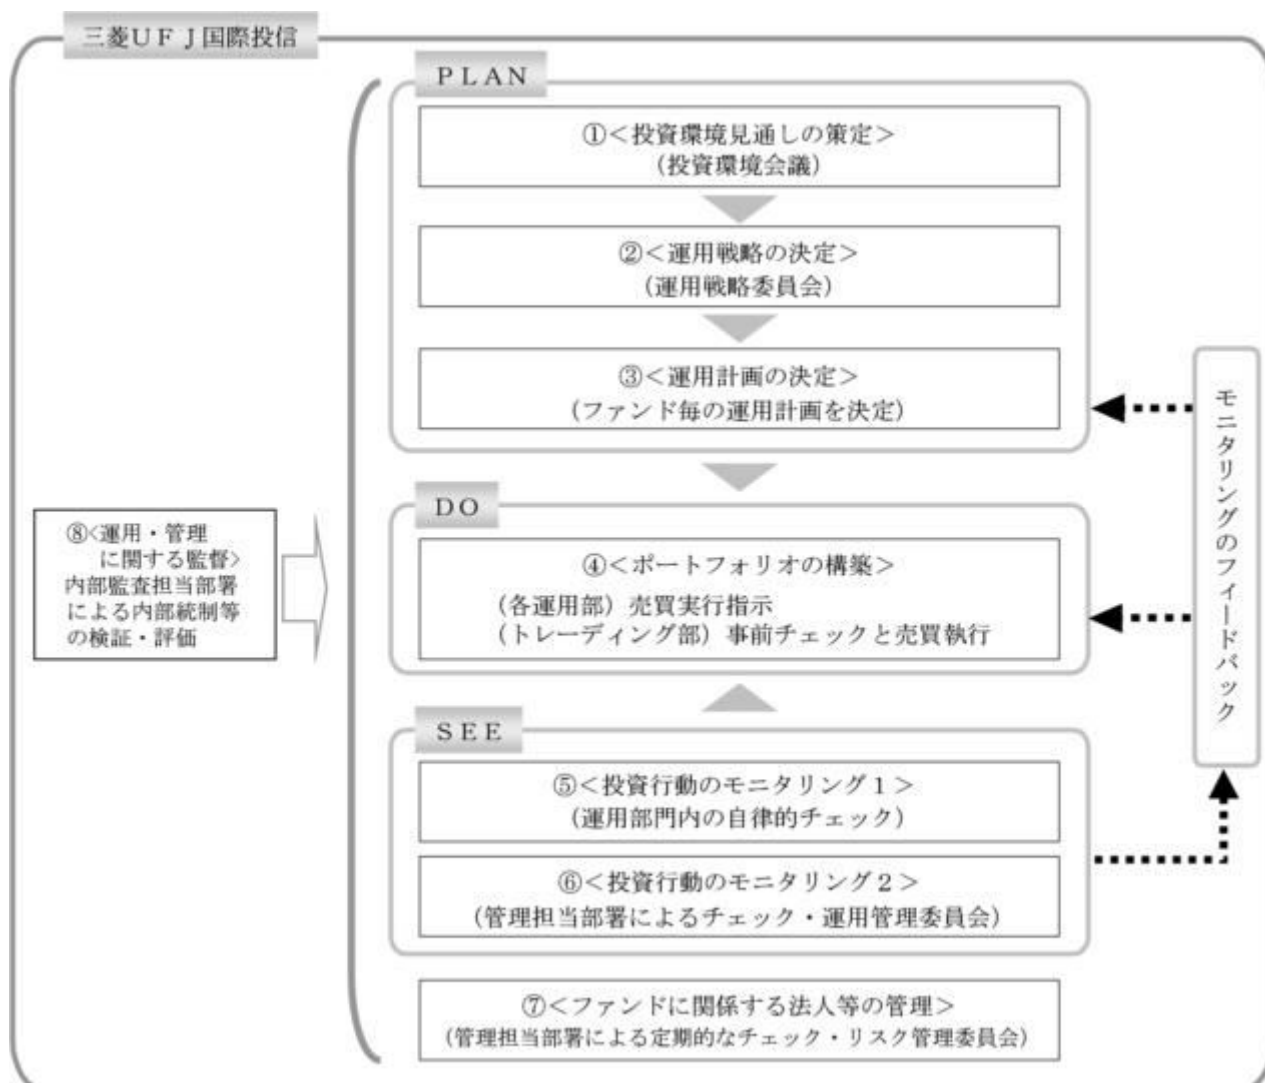 三菱ＵＦＪ国際投信
ＰＬＡＮ
①＜投資環境見通しの策定＞
（投資環境会議）
②＜運用戦略の決定＞
（運用戦略委員会）
③＜運用計画の決定＞
（ファンド毎の運用計画を決定）
ＤＯ
④＜ポートフォリオの構築＞
（各運用部）売買実行指示
（トレーディング部）事前チェックと売買執行
ＳＥＥ
⑤＜投資行動のモニタリング１＞
（運用部門内の自律的チェック）
⑥＜投資行動のモニタリング２＞
（管理担当部署によるチェック・運用管理委員会）
⑦＜ファンドに関係する法人等の管理＞
（管理担当部署による定期的なチェック・リスク管理委員会）
⑧<運用・管理
に関する監督>
内部監査担当部署
による内部統制等
の検証・評価
モニタリングのフィードバック